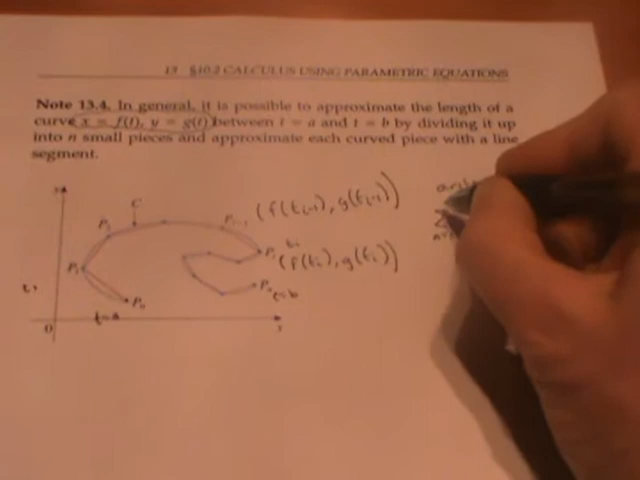 19 §10.2 CALCULUS USING PARAMETRIC EQUATIONS
Note 13.4. In general, it is possible to approximate the length of a
curve x = f(t), y = g(t) between t = a and t = b by dividing it up
into n small pieces and approximate each curved piece with a line
segment.
y
C
P₂
Pᵢ₋₁ (f(tᵢ₋₁), g(tᵢ₋₁))
tᵢ
Pᵢ (f(tᵢ), g(tᵢ))
P₁
Pₙ
t=b
P₀
t=a
0
x